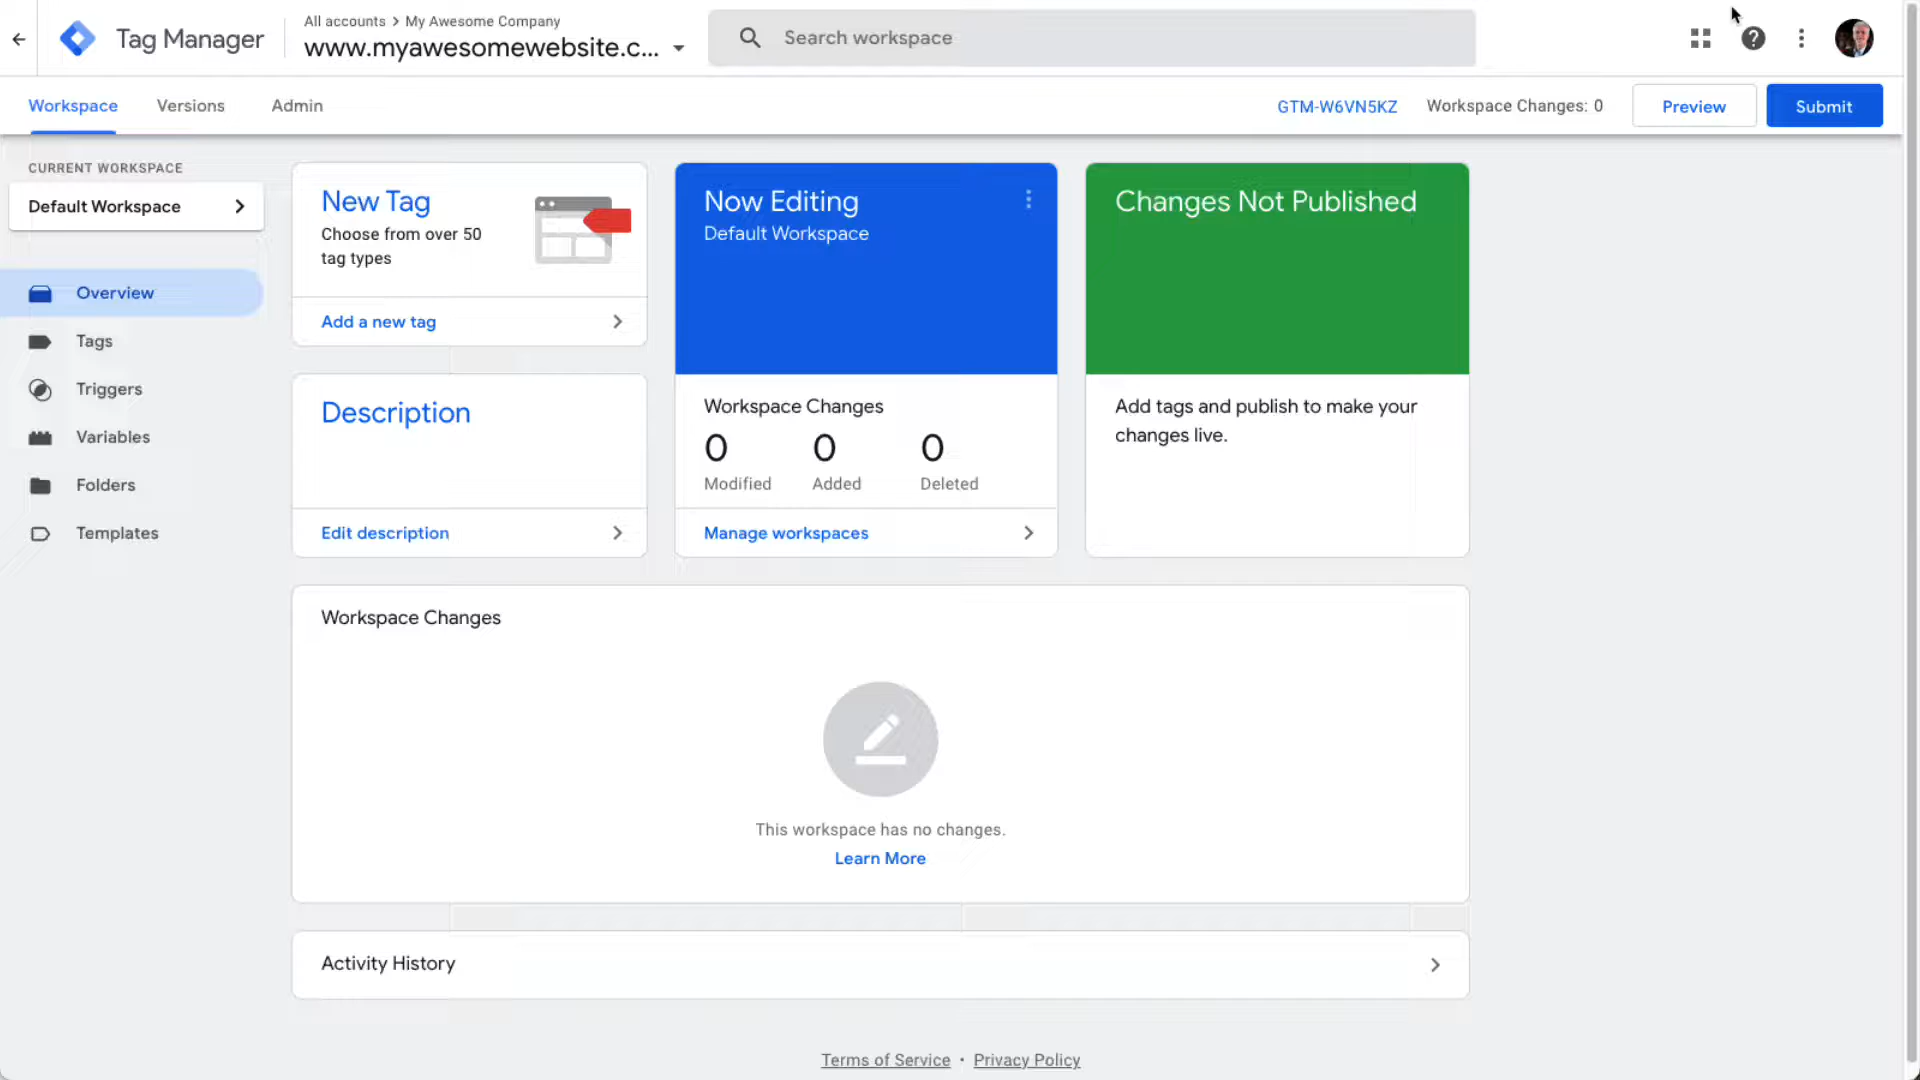 Tag Manager
All accounts > My Awesome Company
www.myawesomewebsite.c...
Search workspace
Workspace
Versions
Admin
GTM-W6VN5KZ
Workspace Changes: 0
Preview
Submit
CURRENT WORKSPACE
Default Workspace
Overview
Tags
Triggers
Variables
Folders
Templates
New Tag
Choose from over 50
tag types
Add a new tag
Description
Edit description
Now Editing
Default Workspace
Workspace Changes
0 0 0
Modified Added Deleted
Manage workspaces
Changes Not Published
Add tags and publish to make your
changes live.
Workspace Changes
This workspace has no changes.
Learn More
Activity History
Terms of Service • Privacy Policy